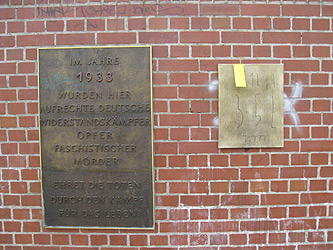 IM JAHRE
1933
WURDEN HIER
AUFRECHTE DEUTSCHE
WIDERSTANDSKÄMPFER
OPFER
FASCHISTISCHER
MÖRDER
EHRET DIE TOTEN
DURCH DEN KAMPF
FÜR DAS LEBEN